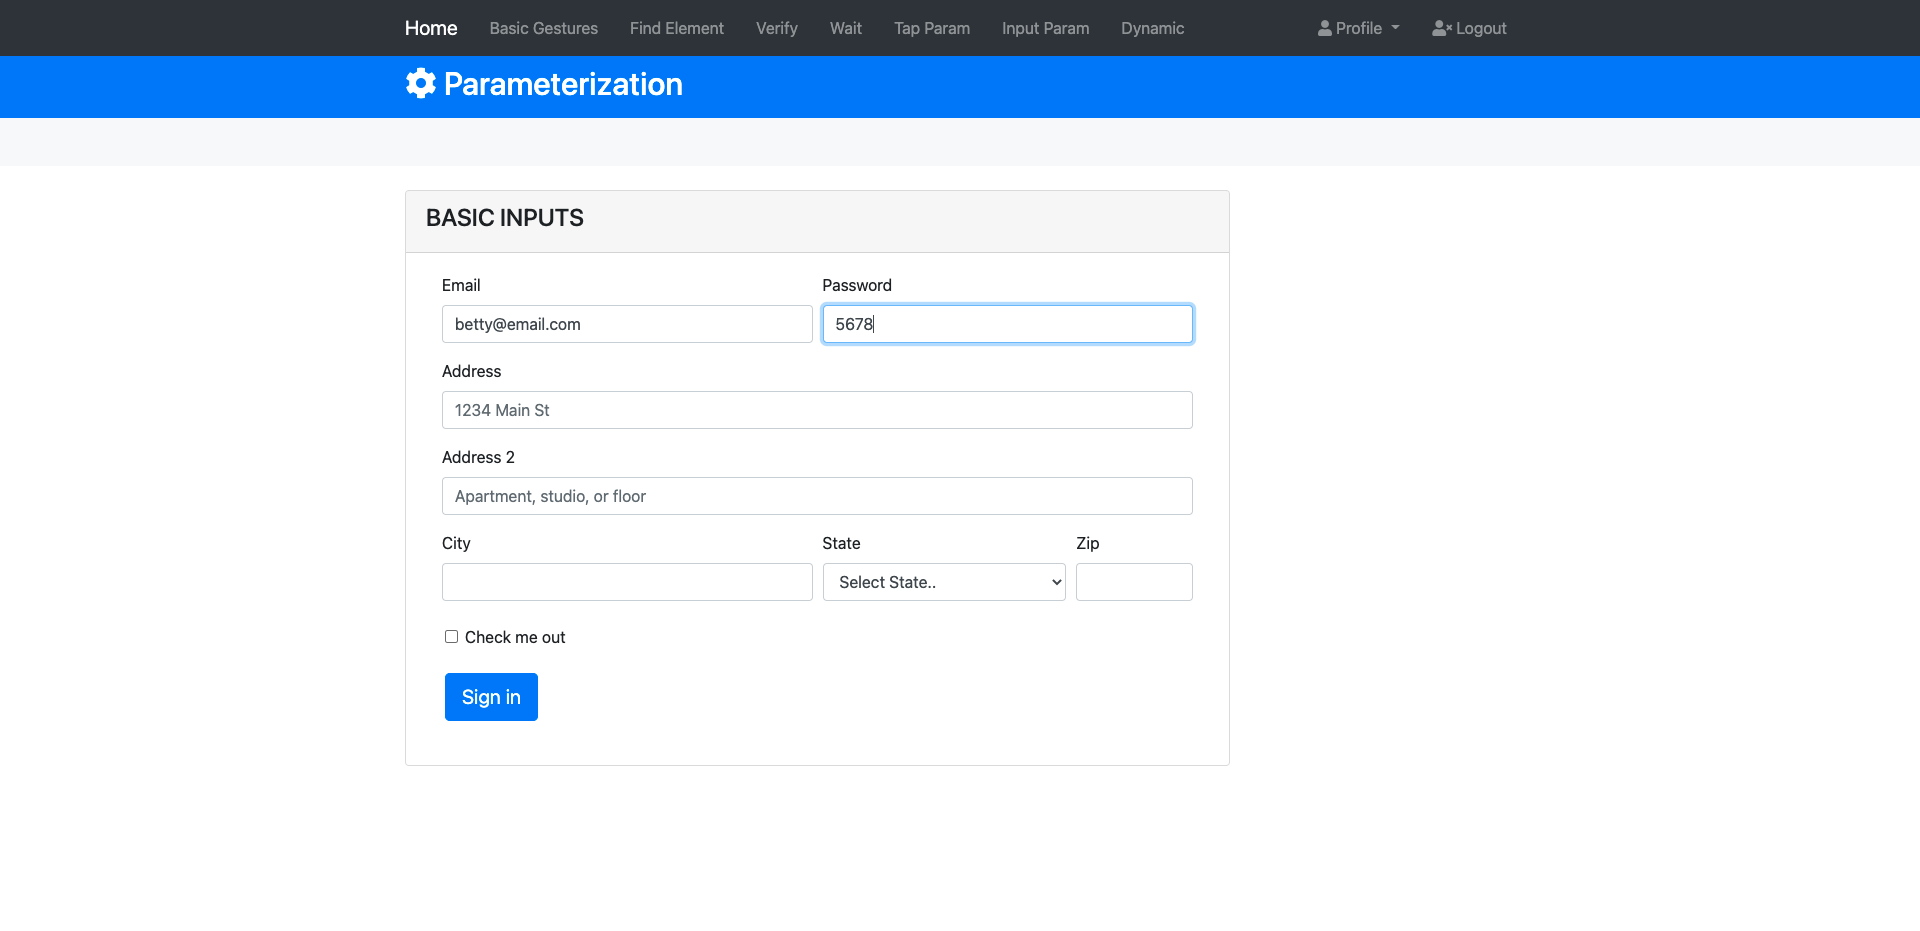 Home Basic Gestures Find Element Verify Wait Tap Param Input Param Dynamic Profile Logout
Parameterization
BASIC INPUTS
Email Password
betty@email.com 5678
Address
1234 Main St
Address 2
Apartment, studio, or floor
City State Zip
Select State..
Check me out
Sign in